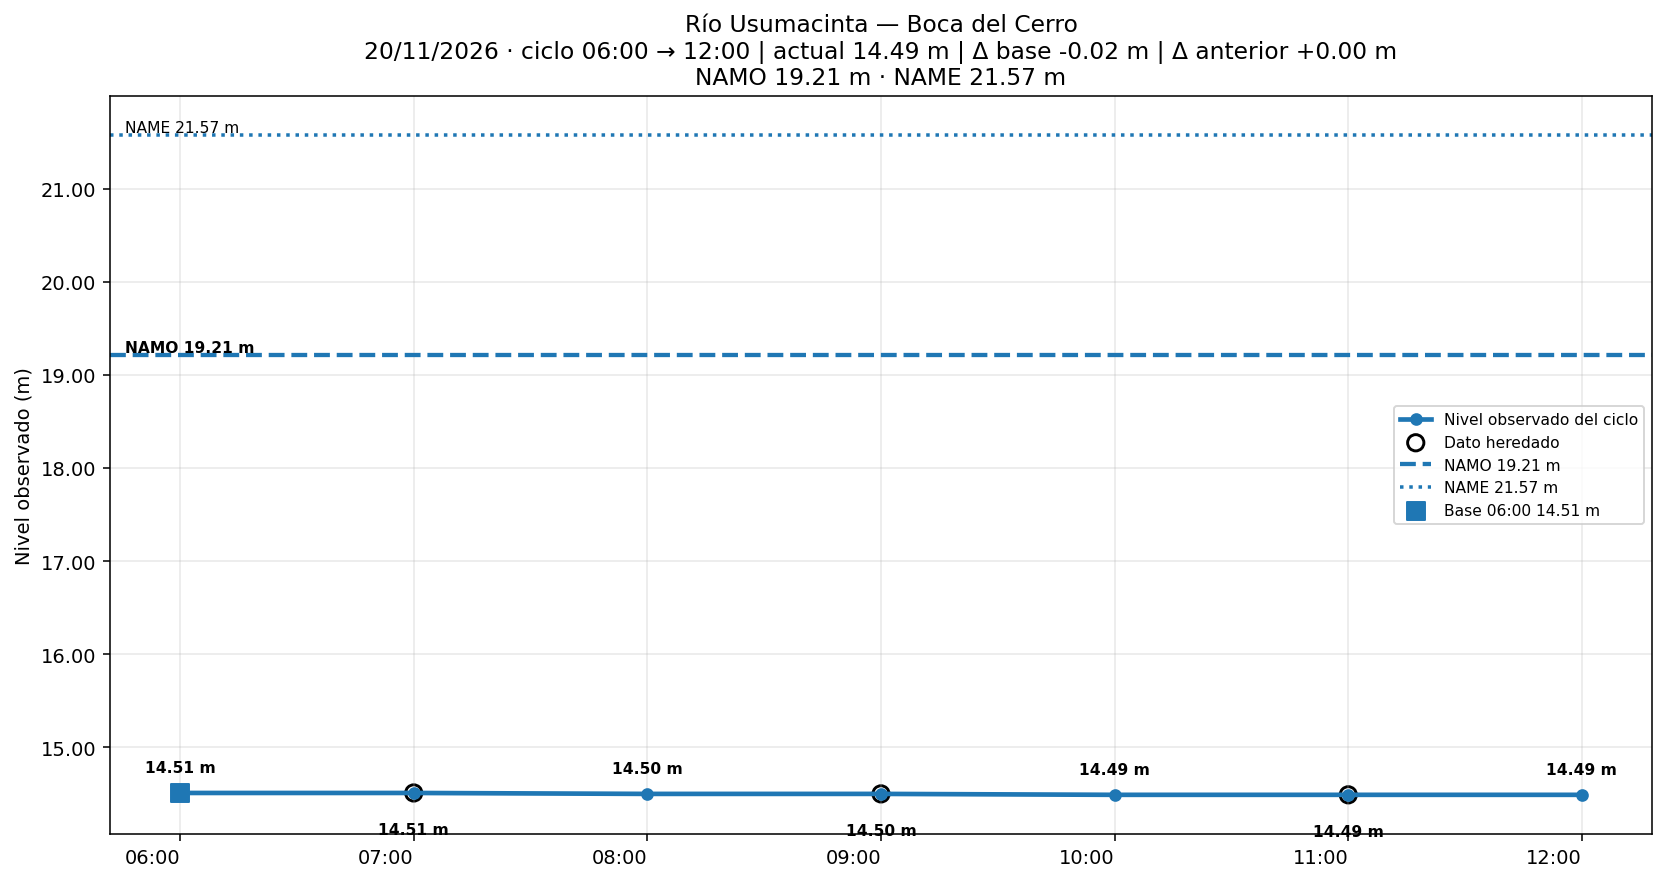 Río Usumacinta — Boca del Cerro
20/11/2026 · ciclo 06:00 → 12:00 | actual 14.49 m | Δ base -0.02 m | Δ anterior +0.00 m
NAMO 19.21 m · NAME 21.57 m
NAME 21.57 m
21.00
20.00
NAMO 19.21 m
19.00
18.00
17.00
16.00
15.00
Nivel observado (m)
Nivel observado del ciclo
Dato heredado
NAMO 19.21 m
NAME 21.57 m
Base 06:00 14.51 m
14.51 m
14.50 m
14.49 m
14.49 m
14.51 m
14.50 m
14.49 m
06:00
07:00
08:00
09:00
10:00
11:00
12:00